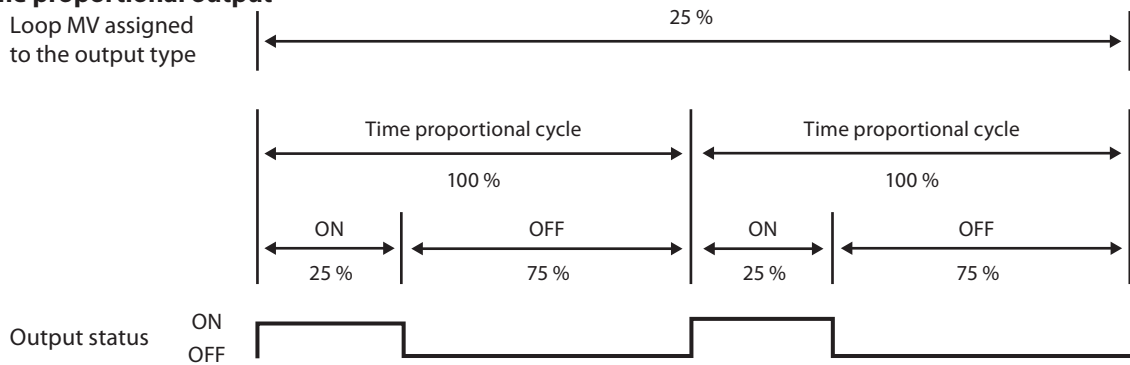 proportional output
Loop MV assigned
to the output type
25 %
Time proportional cycle
Time proportional cycle
100 %
100 %
ON
OFF
ON
OFF
25 %
75 %
25 %
75 %
Output status
ON
OFF